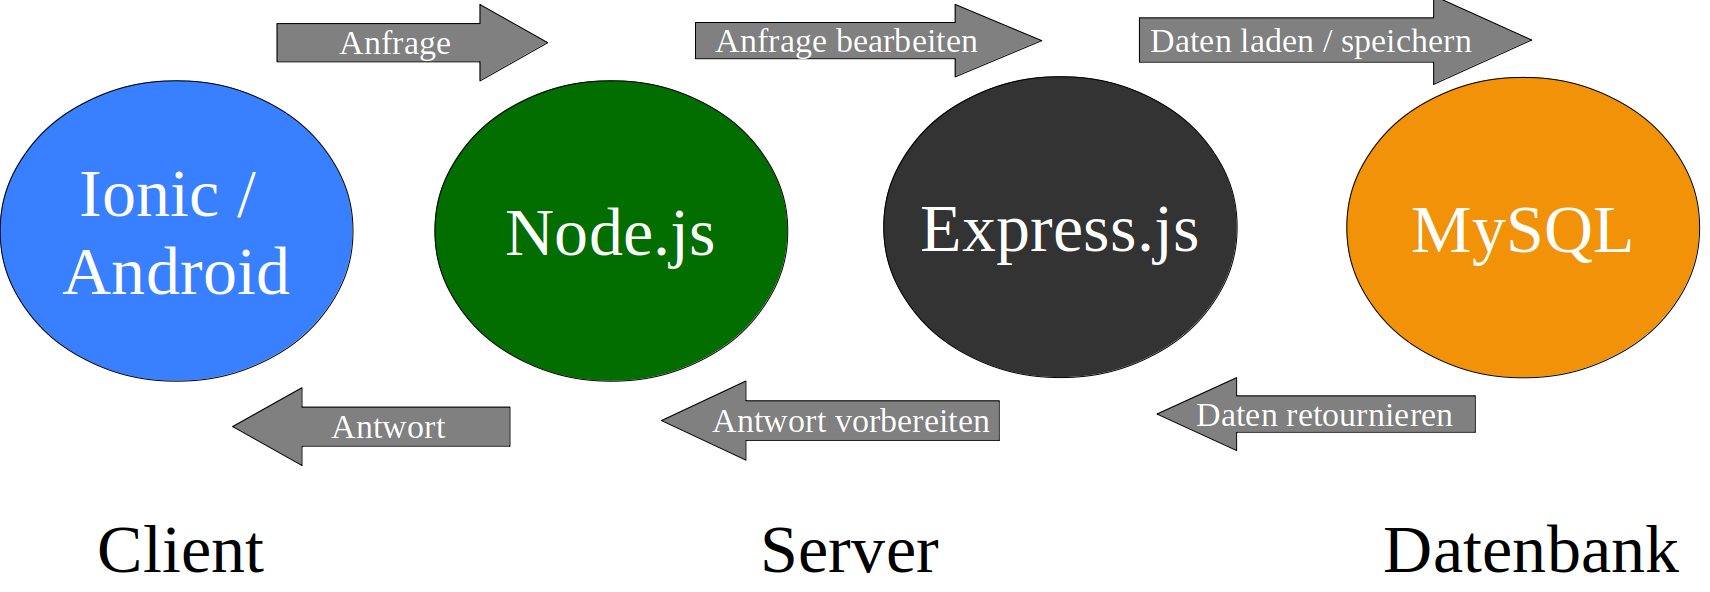 Anfrage
Anfrage bearbeiten
Daten laden / speichern
Ionic /
Android
Node.js
Express.js
MySQL
Antwort
Antwort vorbereiten
Daten retournieren
Client
Server
Datenbank